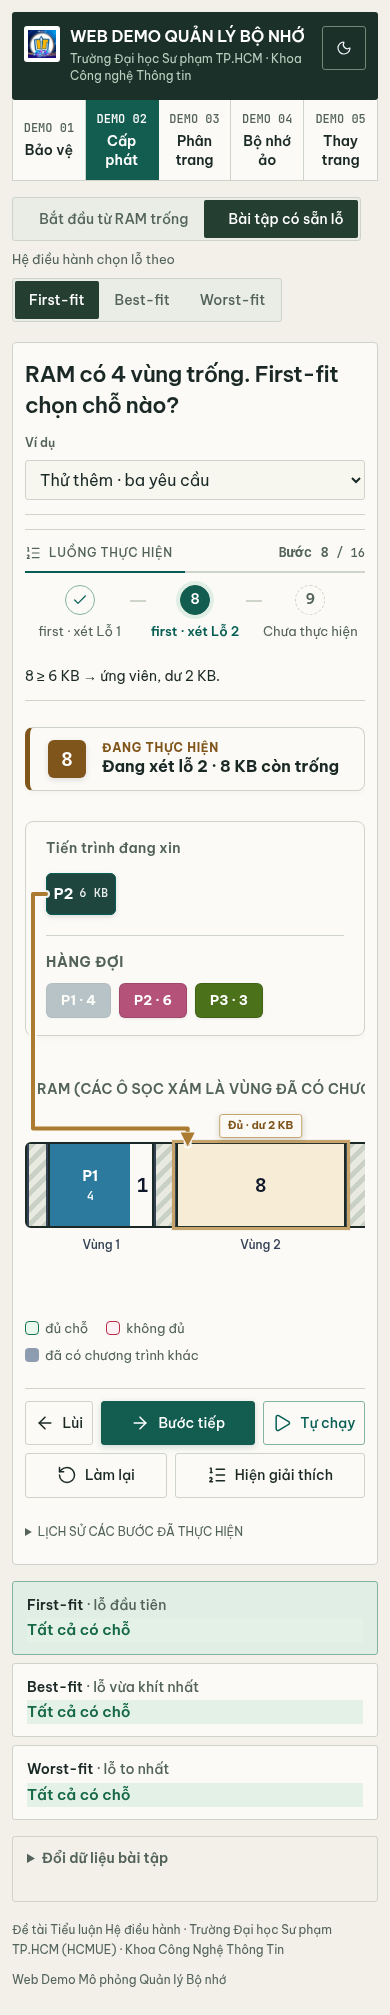 WEB DEMO QUẢN LÝ BỘ NHỚ
Trường Đại học Sư phạm TP.HCM · Khoa
Công nghệ Thông tin
DEMO 01
Bảo vệ
DEMO 02
Cấp
phát
DEMO 03
Phân
trang
DEMO 04
Bộ nhớ
ảo
DEMO 05
Thay
trang
Bắt đầu từ RAM trống
Bài tập có sẵn lỗ
Hệ điều hành chọn lỗ theo
First-fit
Best-fit
Worst-fit
RAM có 4 vùng trống. First-fit
chọn chỗ nào?
Ví dụ
Thử thêm · ba yêu cầu
LUỒNG THỰC HIỆN
Bước 8 / 16
8
9
first · xét Lỗ 1
first · xét Lỗ 2
Chưa thực hiện
8 ≥ 6 KB → ứng viên, dư 2 KB.
8
ĐANG THỰC HIỆN
Đang xét lỗ 2 · 8 KB còn trống
Tiến trình đang xin
P2 6 KB
HÀNG ĐỢI
P1 · 4
P2 · 6
P3 · 3
RAM (CÁC Ô SỌC XÁM LÀ VÙNG ĐÃ CÓ
Đủ · dư 2 KB
P1
4
1
8
Vùng 1
Vùng 2
đủ chỗ
không đủ
đã có chương trình khác
Lùi
Bước tiếp
Tự chạy
Làm lại
Hiện giải thích
LỊCH SỬ CÁC BƯỚC ĐÃ THỰC HIỆN
First-fit · lỗ đầu tiên
Tất cả có chỗ
Best-fit · lỗ vừa khít nhất
Tất cả có chỗ
Worst-fit · lỗ to nhất
Tất cả có chỗ
Đổi dữ liệu bài tập
Đề tài Tiểu luận Hệ điều hành · Trường Đại học Sư phạm
TP.HCM (HCMUE) · Khoa Công Nghệ Thông Tin
Web Demo Mô phỏng Quản lý Bộ nhớ